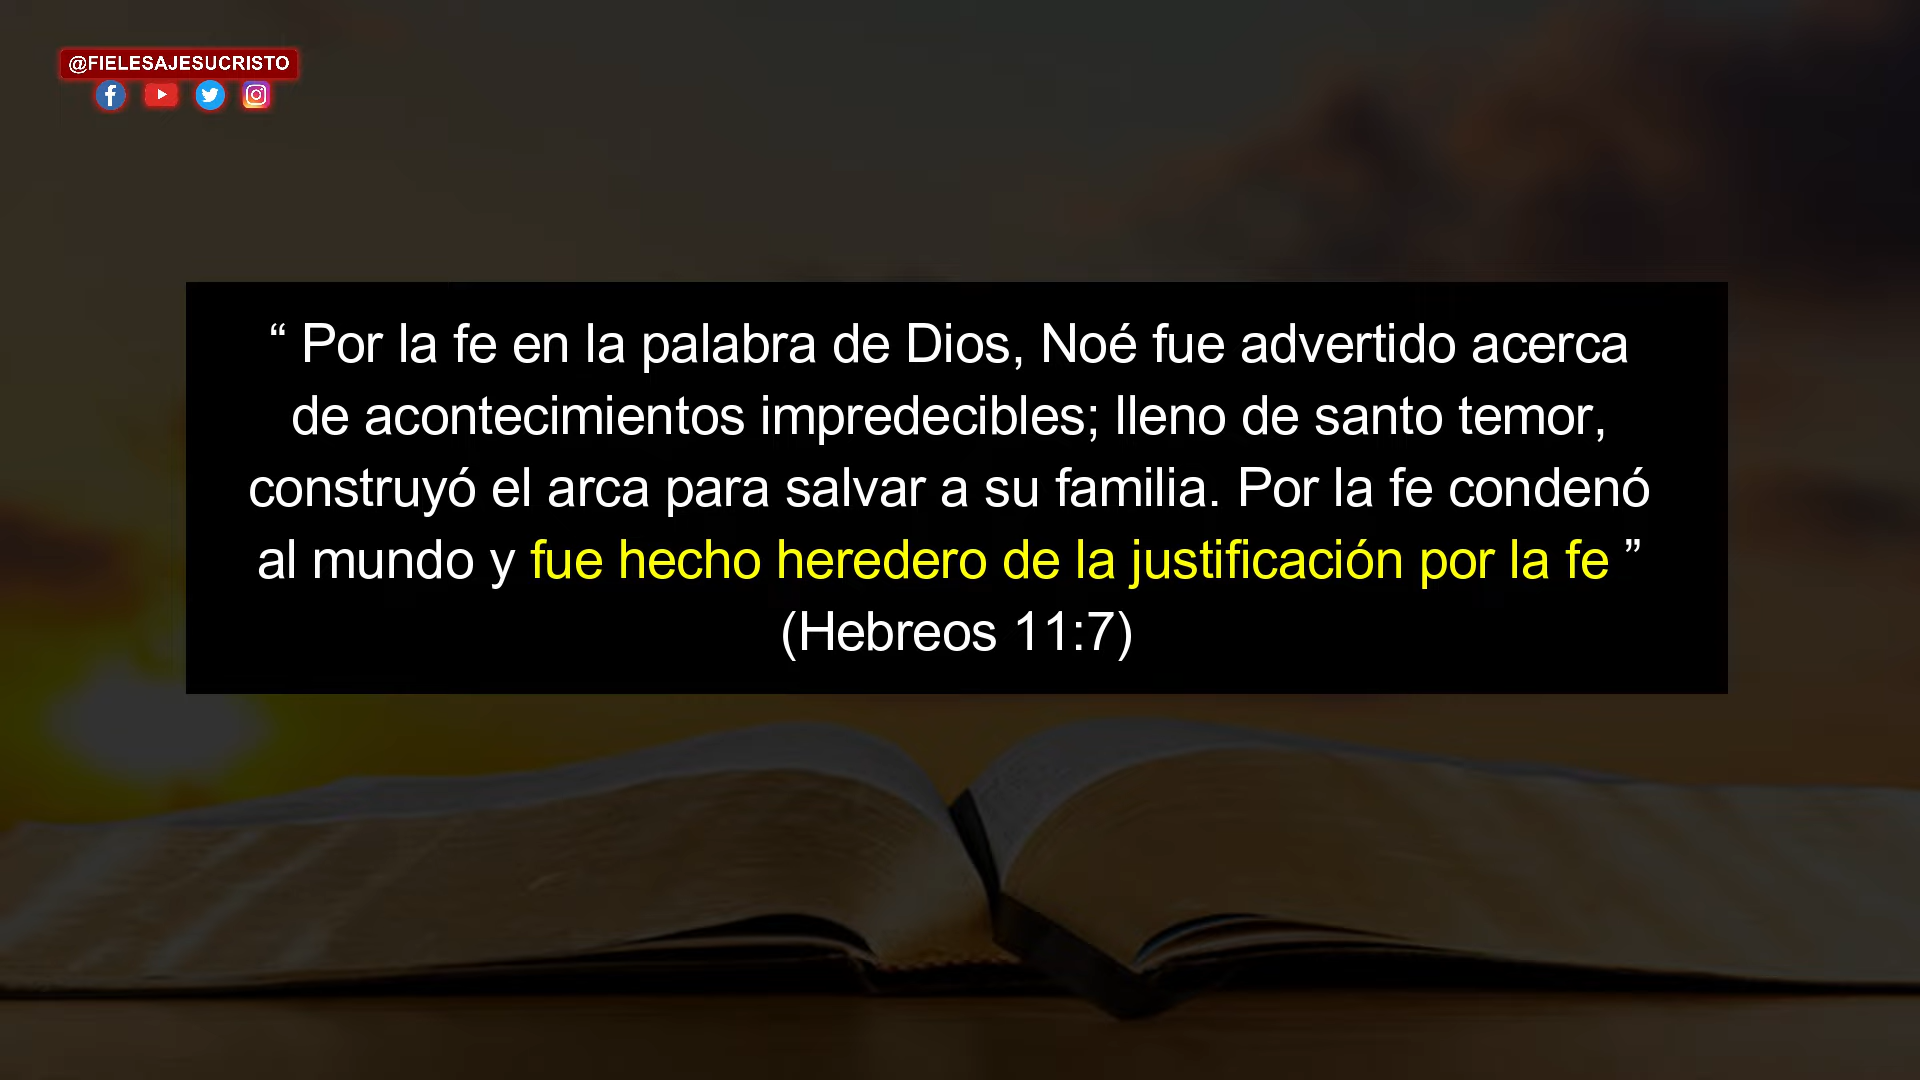 @FIELESAJESUCRISTO
“ Por la fe en la palabra de Dios, Noé fue advertido acerca
de acontecimientos impredecibles; lleno de santo temor,
construyó el arca para salvar a su familia. Por la fe condenó
al mundo y fue hecho heredero de la justificación por la fe ”
(Hebreos 11:7)